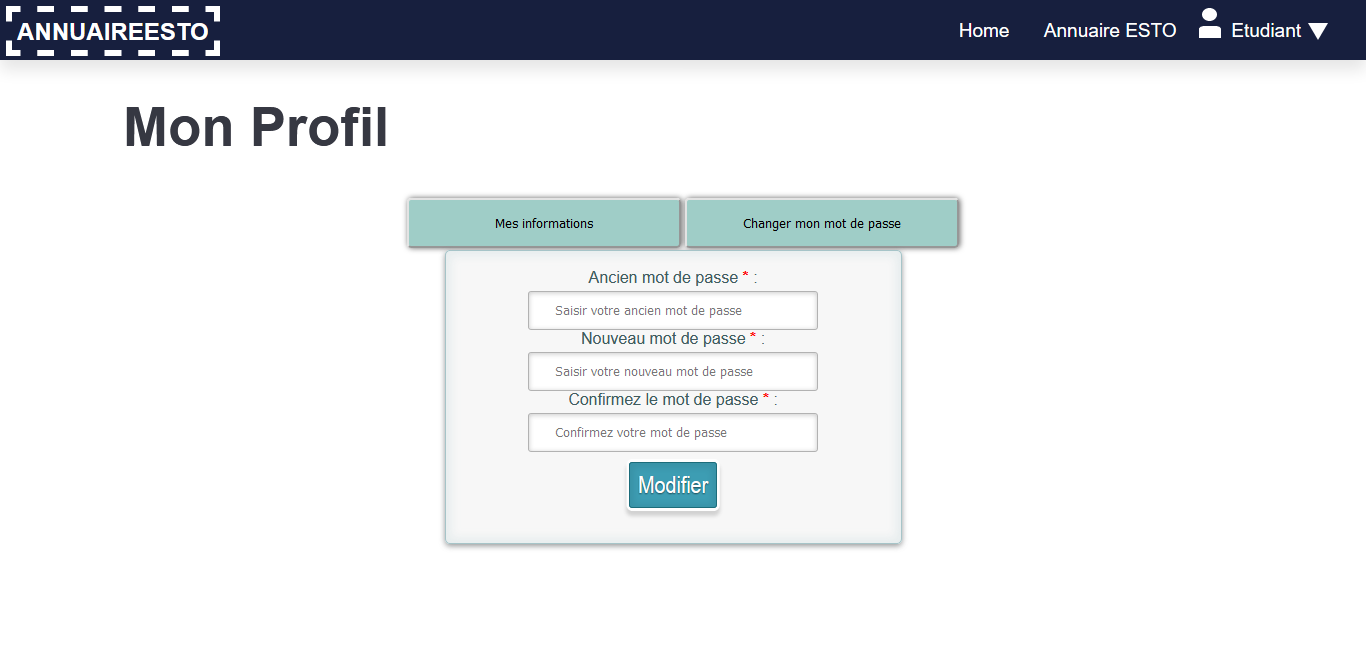 ANNUAIREESTO
Home
Annuaire ESTO
Etudiant ▼
Mon Profil
Mes informations
Changer mon mot de passe
Ancien mot de passe * :
Saisir votre ancien mot de passe
Nouveau mot de passe * :
Saisir votre nouveau mot de passe
Confirmez le mot de passe * :
Confirmez votre mot de passe
Modifier